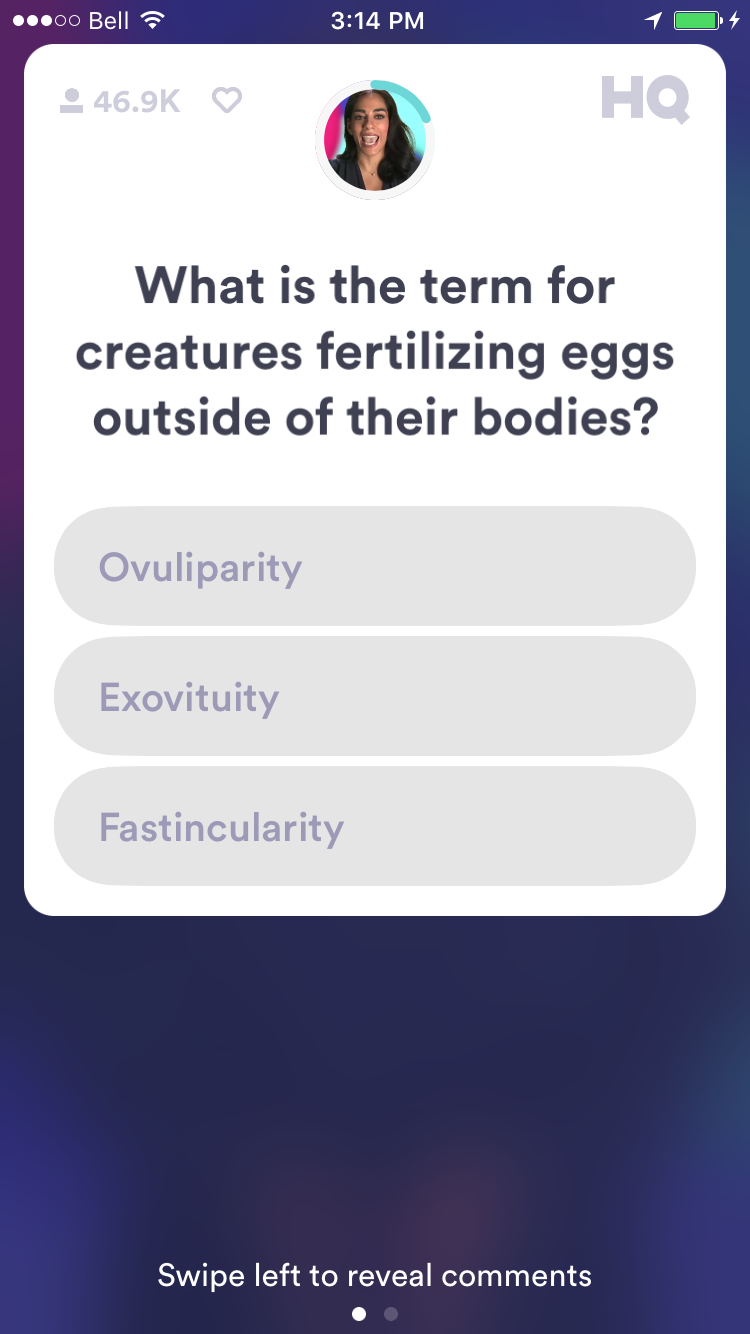 Bell 3:14 PM
46.9K HQ
What is the term for
creatures fertilizing eggs
outside of their bodies?
Ovuliparity
Exovituity
Fastincularity
Swipe left to reveal comments